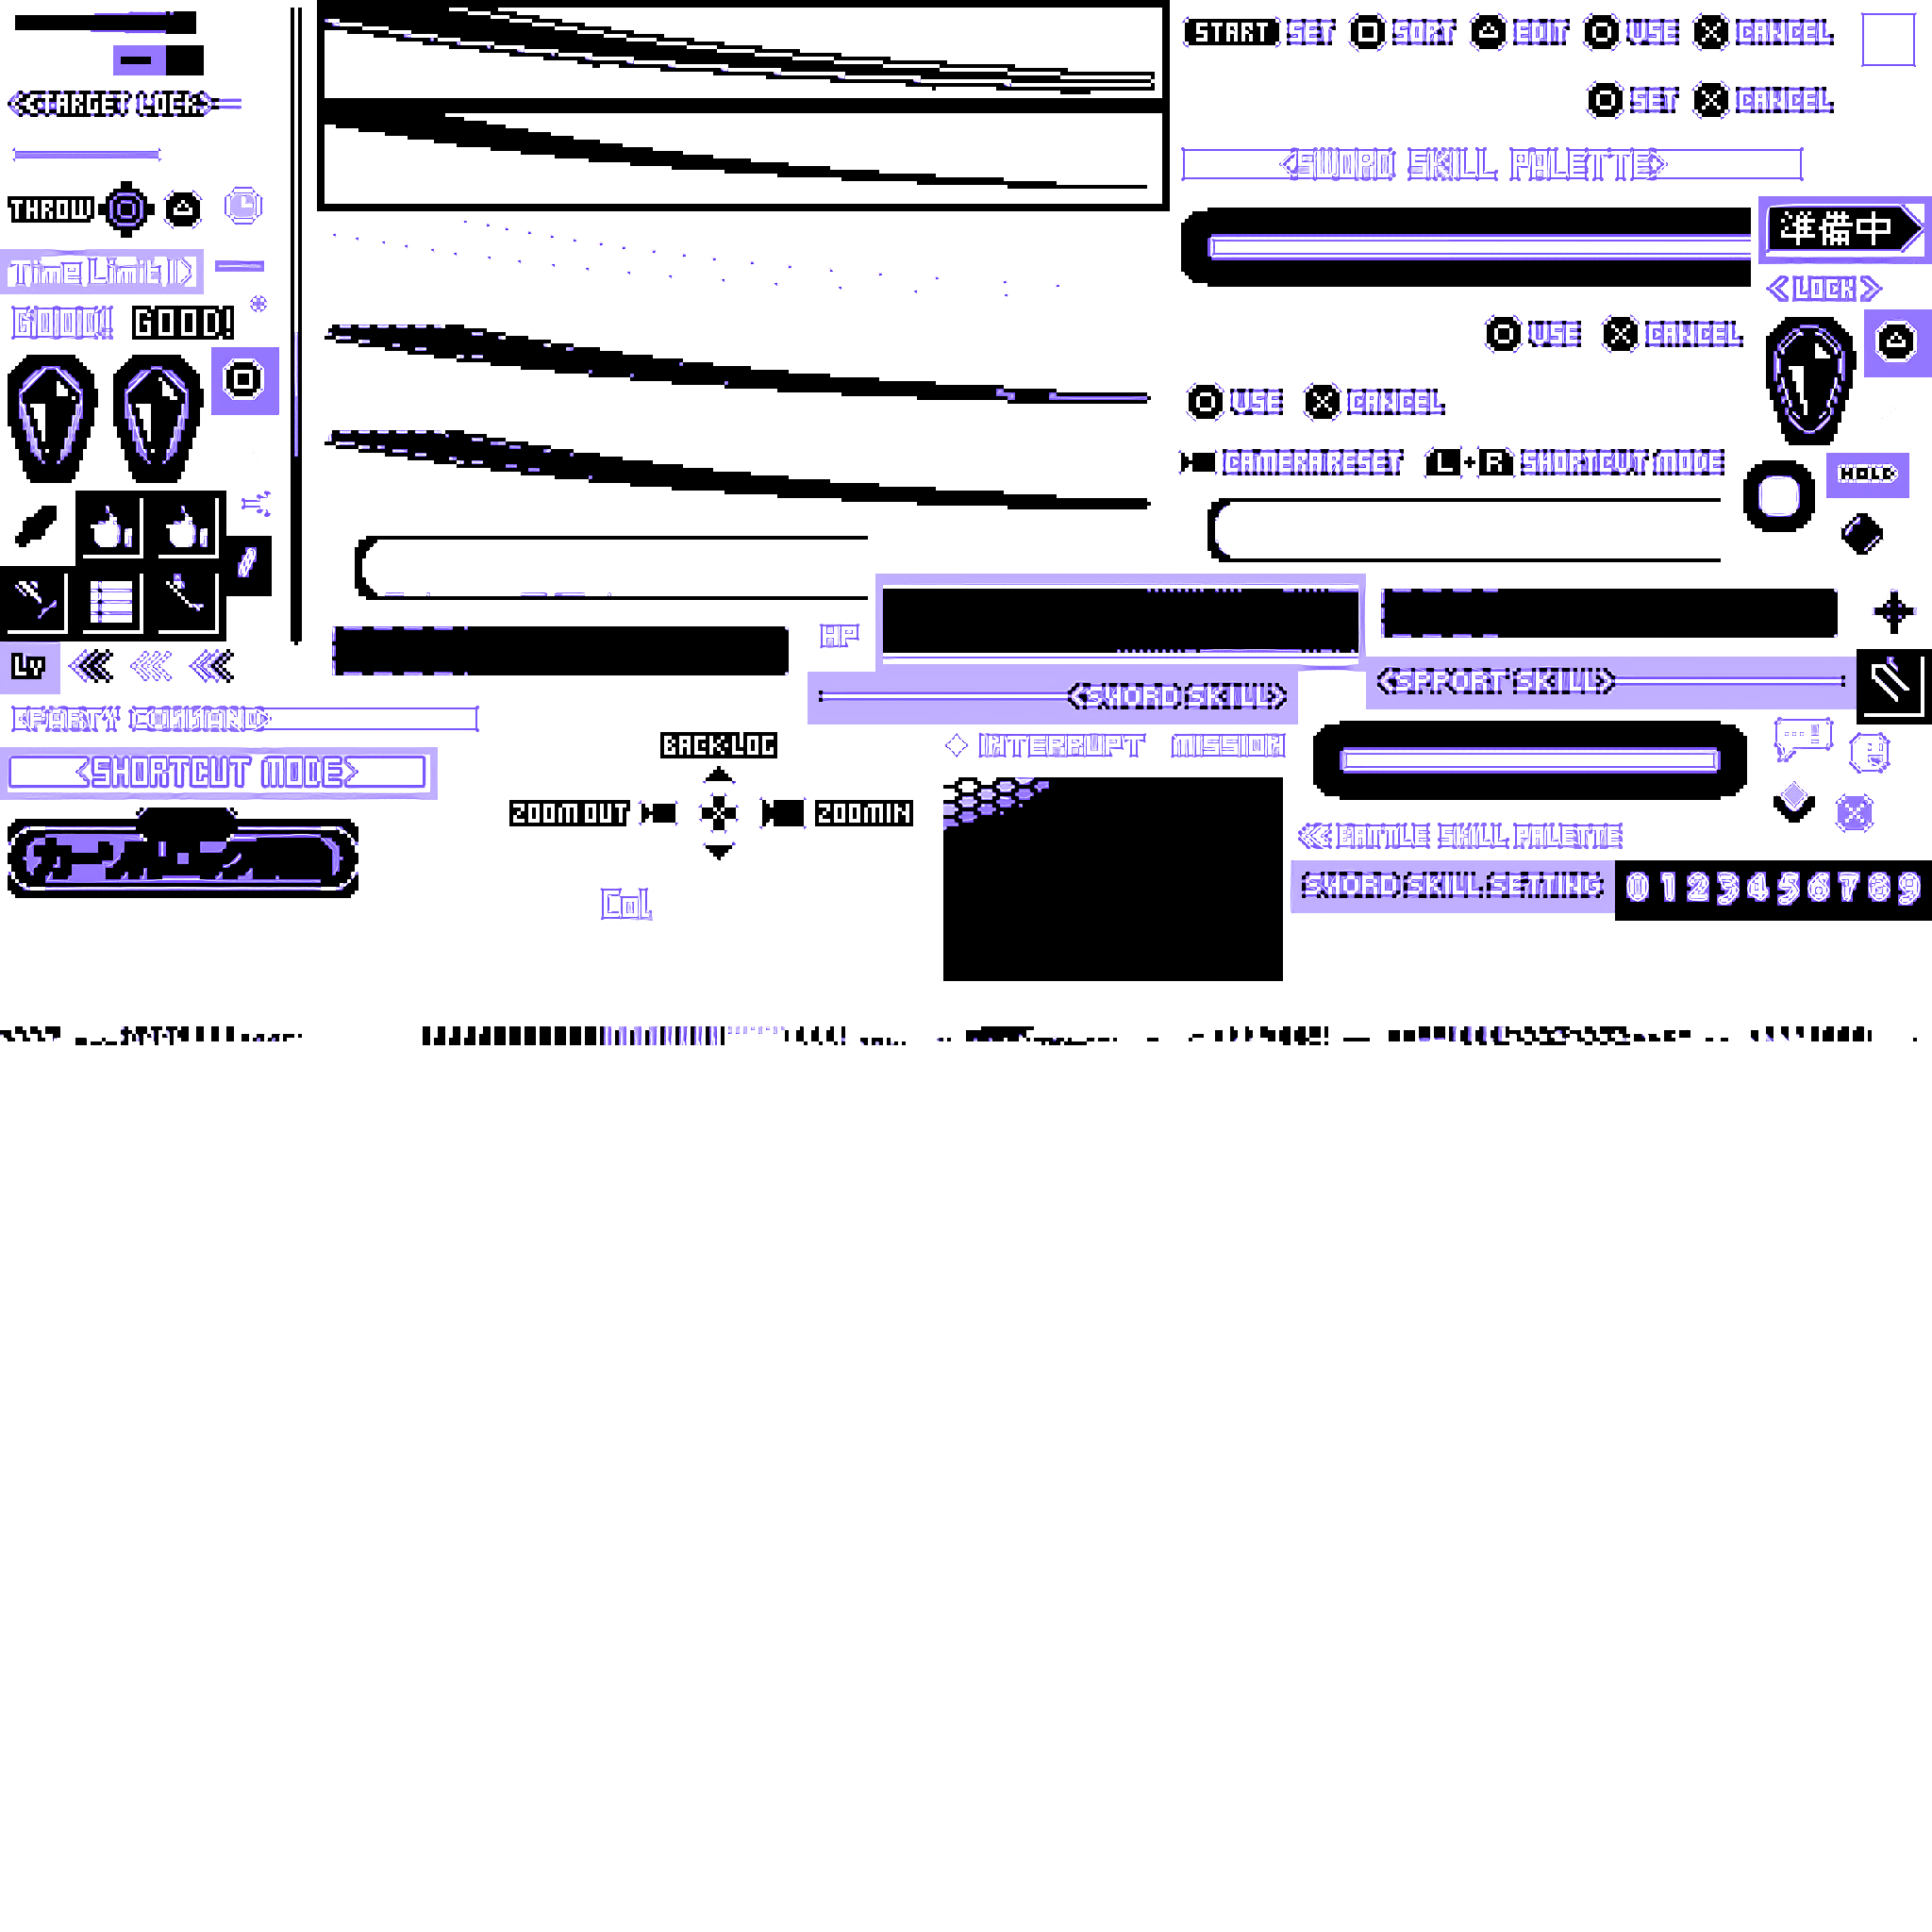 START SET SORT EDIT USE CANCEL
<<TARGET LOCK>>
SET CANCEL
<SWORD SKILL PALETTE>
THROW
準備中
Time Limit
<LOCK>
GOOD! GOOD!
USE CANCEL
USE CANCEL
CAMERA RESET L + R SHORTCUT MODE
HOLD
HP
Lv
<SWORD SKILL>
<SPPORT SKILL>
<PARTY COMMAND>
BACK LOG
INTERRUPT MISSION
<SHORTCUT MODE>
ZOOM OUT ZOOM IN
<< BATTLE SKILL PALETTE
SWORD SKILL SETTING 0 1 2 3 4 5 6 7 8 9
Col